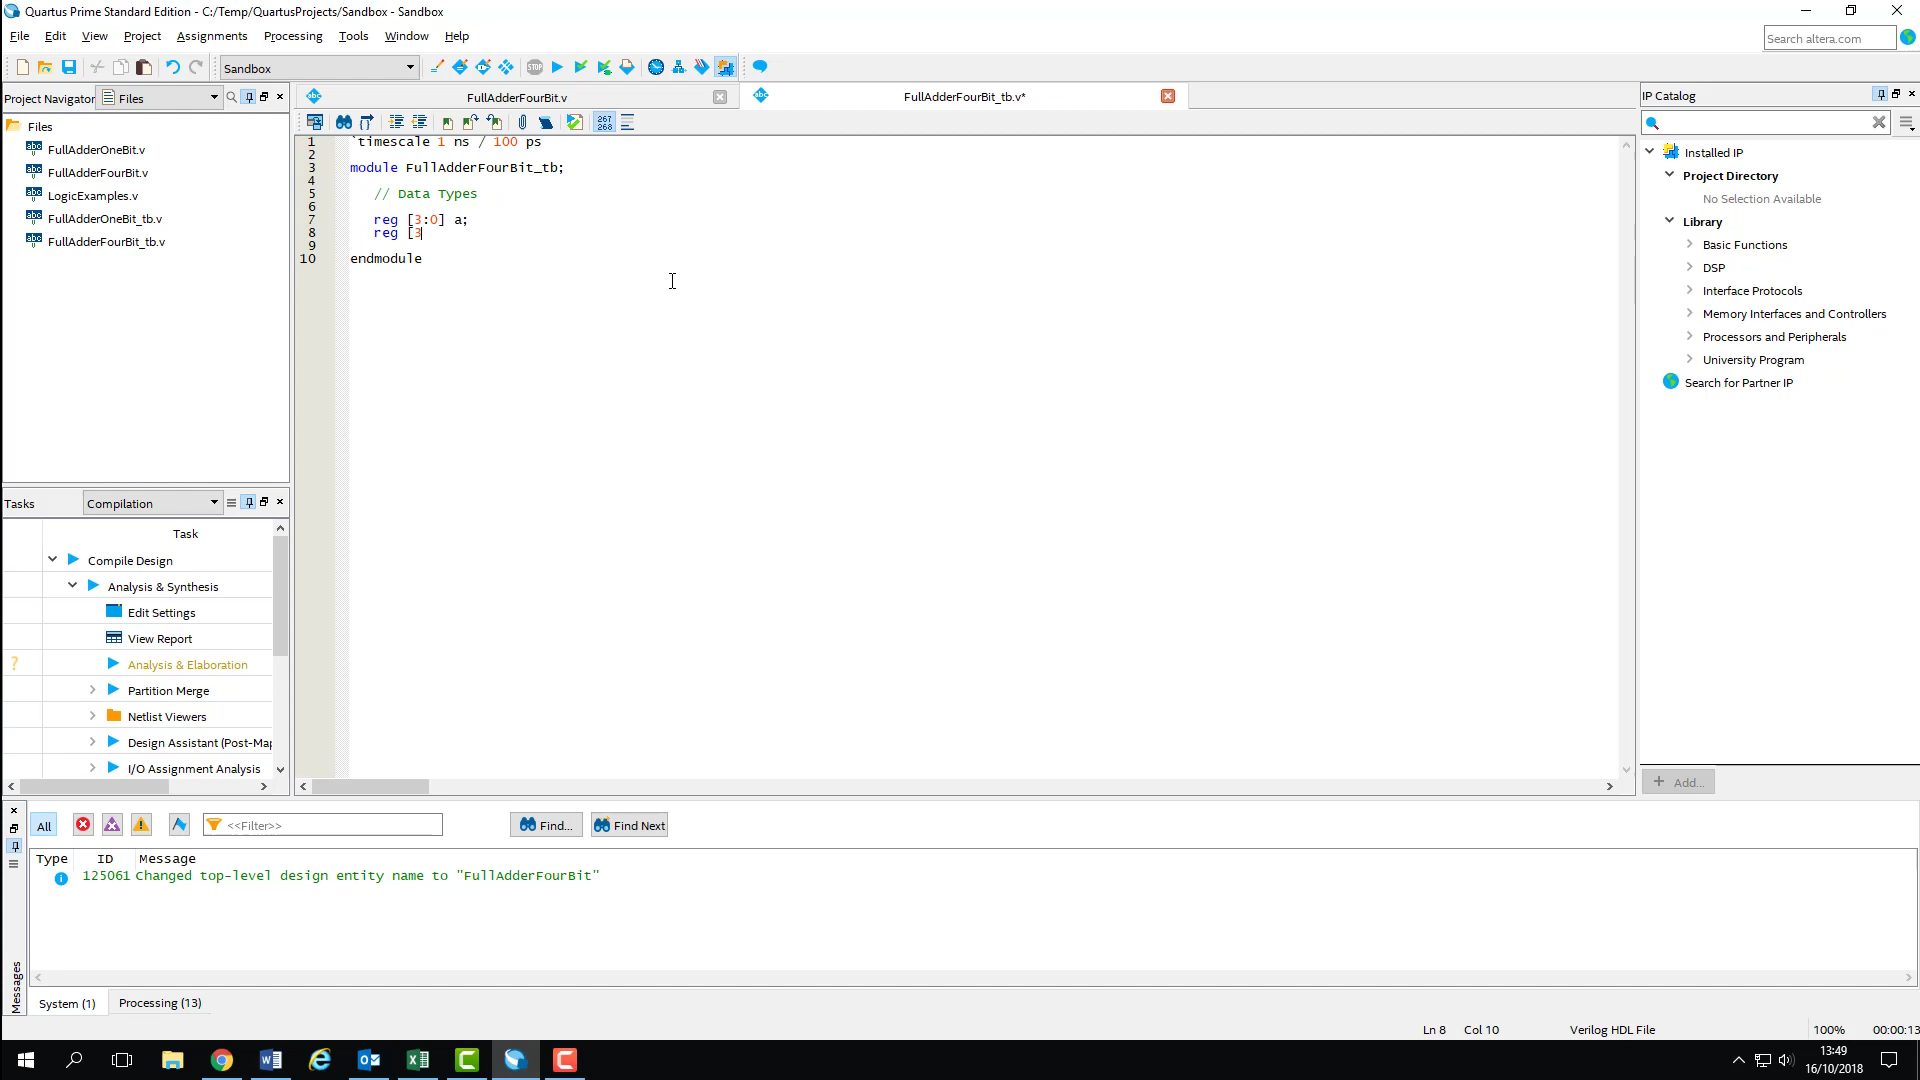 Quartus Prime Standard Edition - C:/Temp/QuartusProjects/Sandbox - Sandbox
File Edit View Project Assignments Processing Tools Window Help
Search altera.com
Sandbox
STOP
Project Navigator Files
Files
FullAdderOneBit.v
FullAdderFourBit.v
LogicExamples.v
FullAdderOneBit_tb.v
FullAdderFourBit_tb.v
FullAdderFourBit.v
FullAdderFourBit_tb.v*
267
268
1 `timescale 1 ns / 100 ps
2
3 module FullAdderFourBit_tb;
4
5 // Data Types
6
7 reg [3:0] a;
8 reg [3
9
10 endmodule
IP Catalog
Installed IP
Project Directory
No Selection Available
Library
Basic Functions
DSP
Interface Protocols
Memory Interfaces and Controllers
Processors and Peripherals
University Program
Search for Partner IP
+ Add...
Tasks Compilation
Task
Compile Design
Analysis & Synthesis
Edit Settings
View Report
? Analysis & Elaboration
Partition Merge
Netlist Viewers
Design Assistant (Post-Map
I/O Assignment Analysis
All <<Filter>> Find... Find Next
Type ID Message
125061 Changed top-level design entity name to "FullAdderFourBit"
Messages
System (1) Processing (13)
Ln 8 Col 10 Verilog HDL File 100% 00:00:13
13:49
16/10/2018